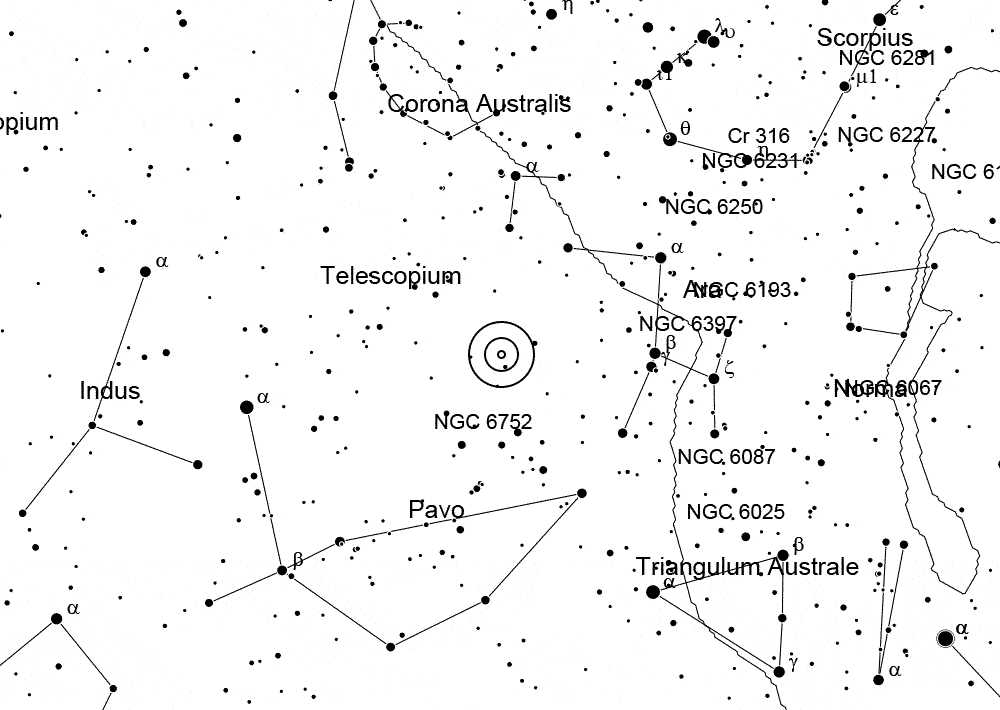 η
ε
λυ
Scorpius
κ
NGC 6281
ι1
μ1
Corona Australis
opium
θ
Cr 316
NGC 6227
η
NGC 6231
α
NGC 61
NGC 6250
α
α
Telescopium
Ara
NGC 6193
NGC 6397
β
γ
ζ
Indus
α
Norma
NGC 6067
NGC 6752
NGC 6087
Pavo
NGC 6025
β
β
Triangulum Australe
α
α
α
γ
α